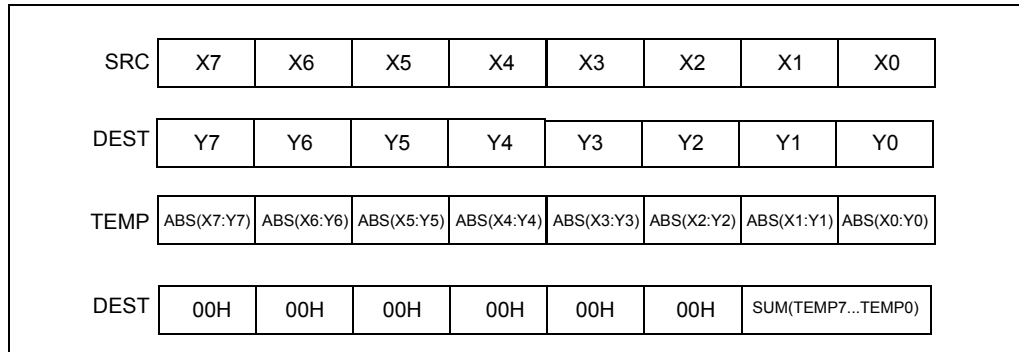 SRC X7 X6 X5 X4 X3 X2 X1 X0
DEST Y7 Y6 Y5 Y4 Y3 Y2 Y1 Y0
TEMP ABS(X7:Y7) ABS(X6:Y6) ABS(X5:Y5) ABS(X4:Y4) ABS(X3:Y3) ABS(X2:Y2) ABS(X1:Y1) ABS(X0:Y0)
DEST 00H 00H 00H 00H 00H 00H SUM(TEMP7...TEMP0)